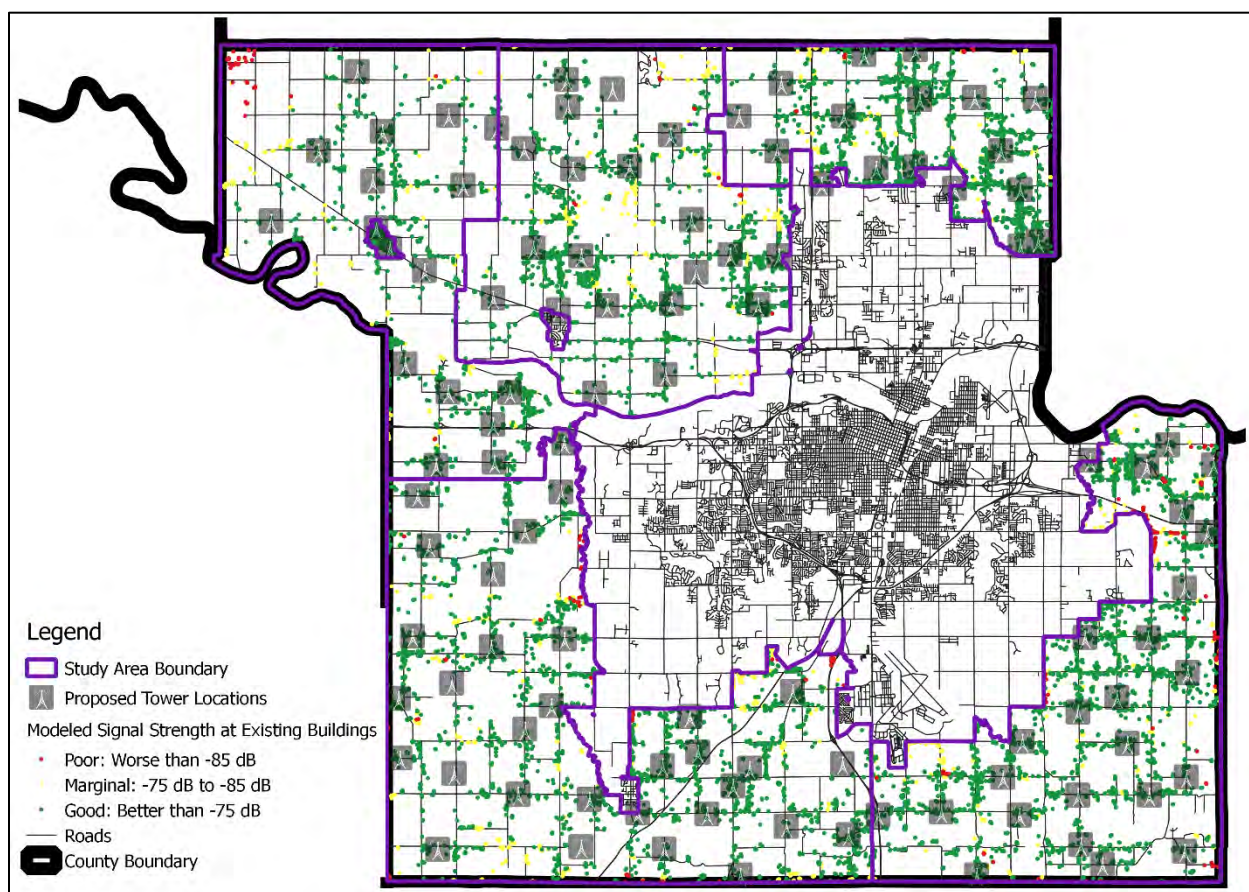 Legend
Study Area Boundary
Proposed Tower Locations
Modeled Signal Strength at Existing Buildings
Poor: Worse than -85 dB
Marginal: -75 dB to -85 dB
Good: Better than -75 dB
Roads
County Boundary